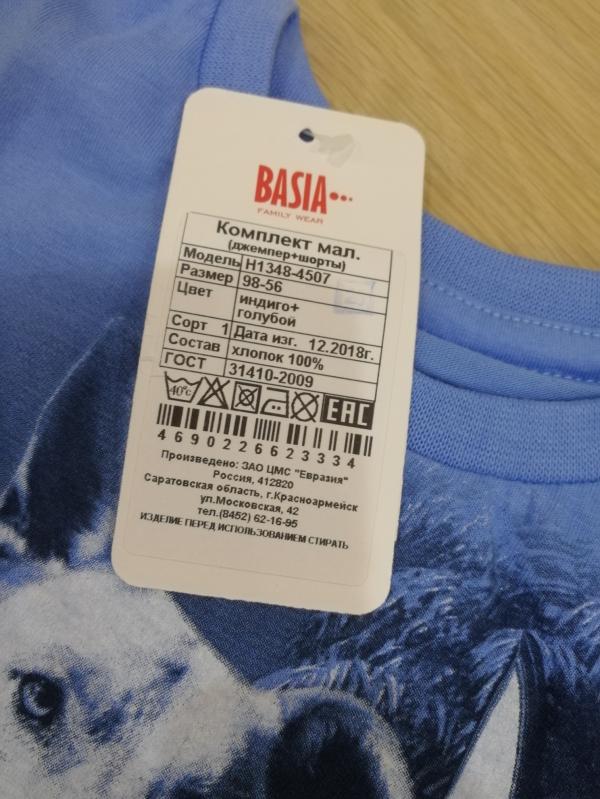 BASIA
FAMILY WEAR
Комплект мал.
(джемпер+шорты)
Модель Н1348-4507
Размер 98-56
Цвет индиго+
голубой
Сорт 1 Дата изг. 12.2018г.
Состав хлопок 100%
ГОСТ 31410-2009
40°c EAC
4690226623334
Произведено: ЗАО ЦМС "Евразия"
Россия, 412820
Саратовская область, г.Красноармейск
ул.Московская, 42
тел.(8452) 62-16-95
ИЗДЕЛИЕ ПЕРЕД ИСПОЛЬЗОВАНИЕМ СТИРАТЬ